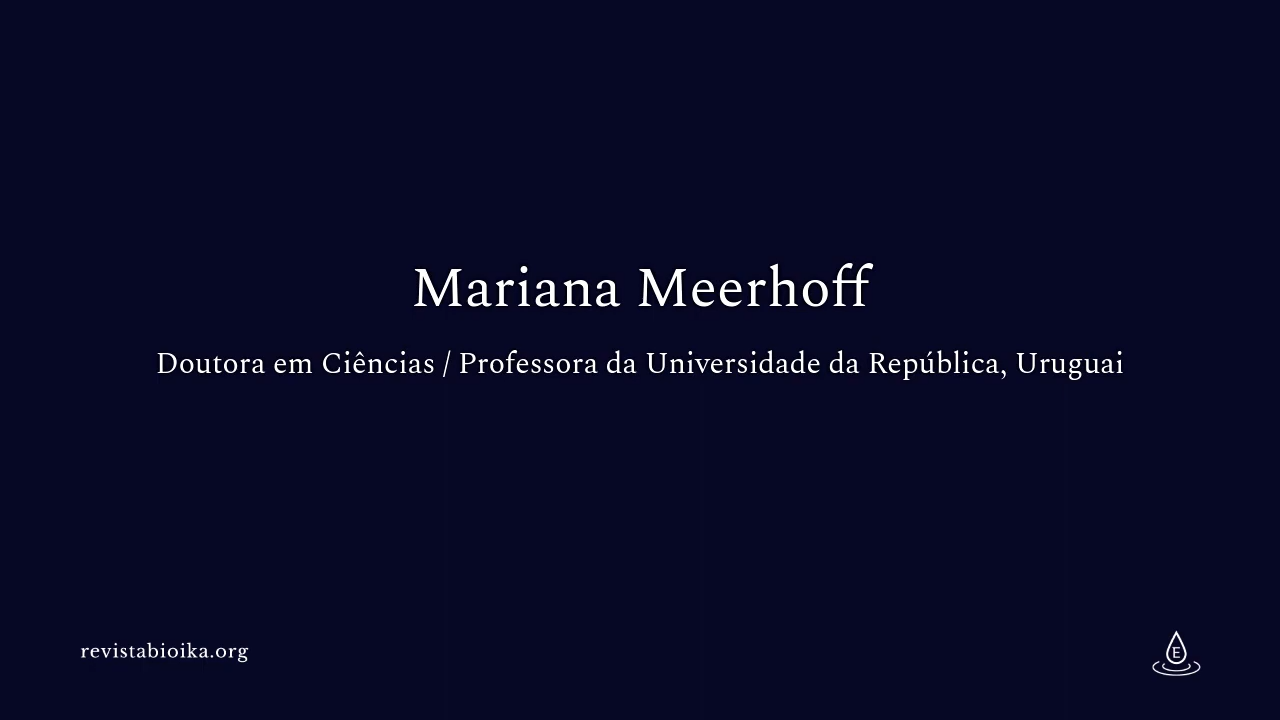 Mariana Meerhoff
Doutora em Ciências / Professora da Universidade da República, Uruguai
revistabioika.org
E